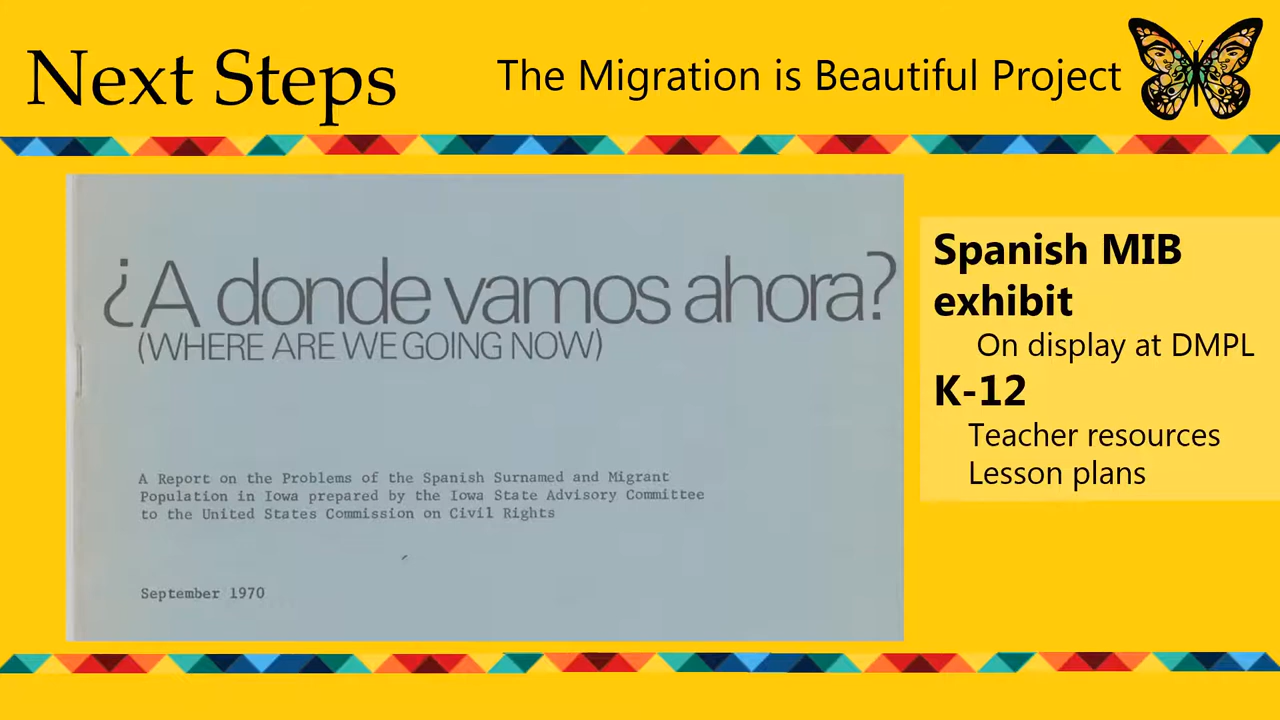 Next Steps
The Migration is Beautiful Project
¿A donde vamos ahora?
(WHERE ARE WE GOING NOW)
A Report on the Problems of the Spanish Surnamed and Migrant
Population in Iowa prepared by the Iowa State Advisory Committee
to the United States Commission on Civil Rights
September 1970
Spanish MIB
exhibit
On display at DMPL
K-12
Teacher resources
Lesson plans